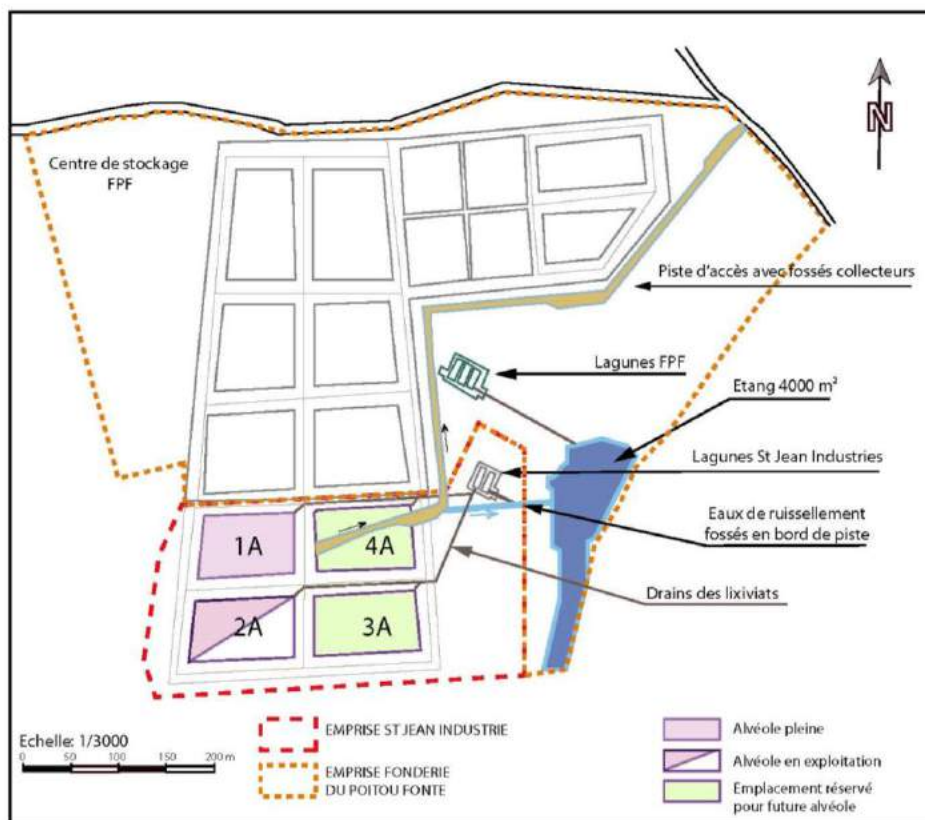 N
Centre de stockage
FPF
Piste d'accès avec fossés collecteurs
Lagunes FPF
Etang 4000 m²
Lagunes St Jean Industries
Eaux de ruissellement
fossés en bord de piste
Drains des lixiviats
1A
4A
2A
3A
Echelle: 1/3000
0 50 100 150 200 m
EMPRISE ST JEAN INDUSTRIE
EMPRISE FONDERIE
DU POITOU FONTE
Alvéole pleine
Alvéole en exploitation
Emplacement réservé
pour future alvéole